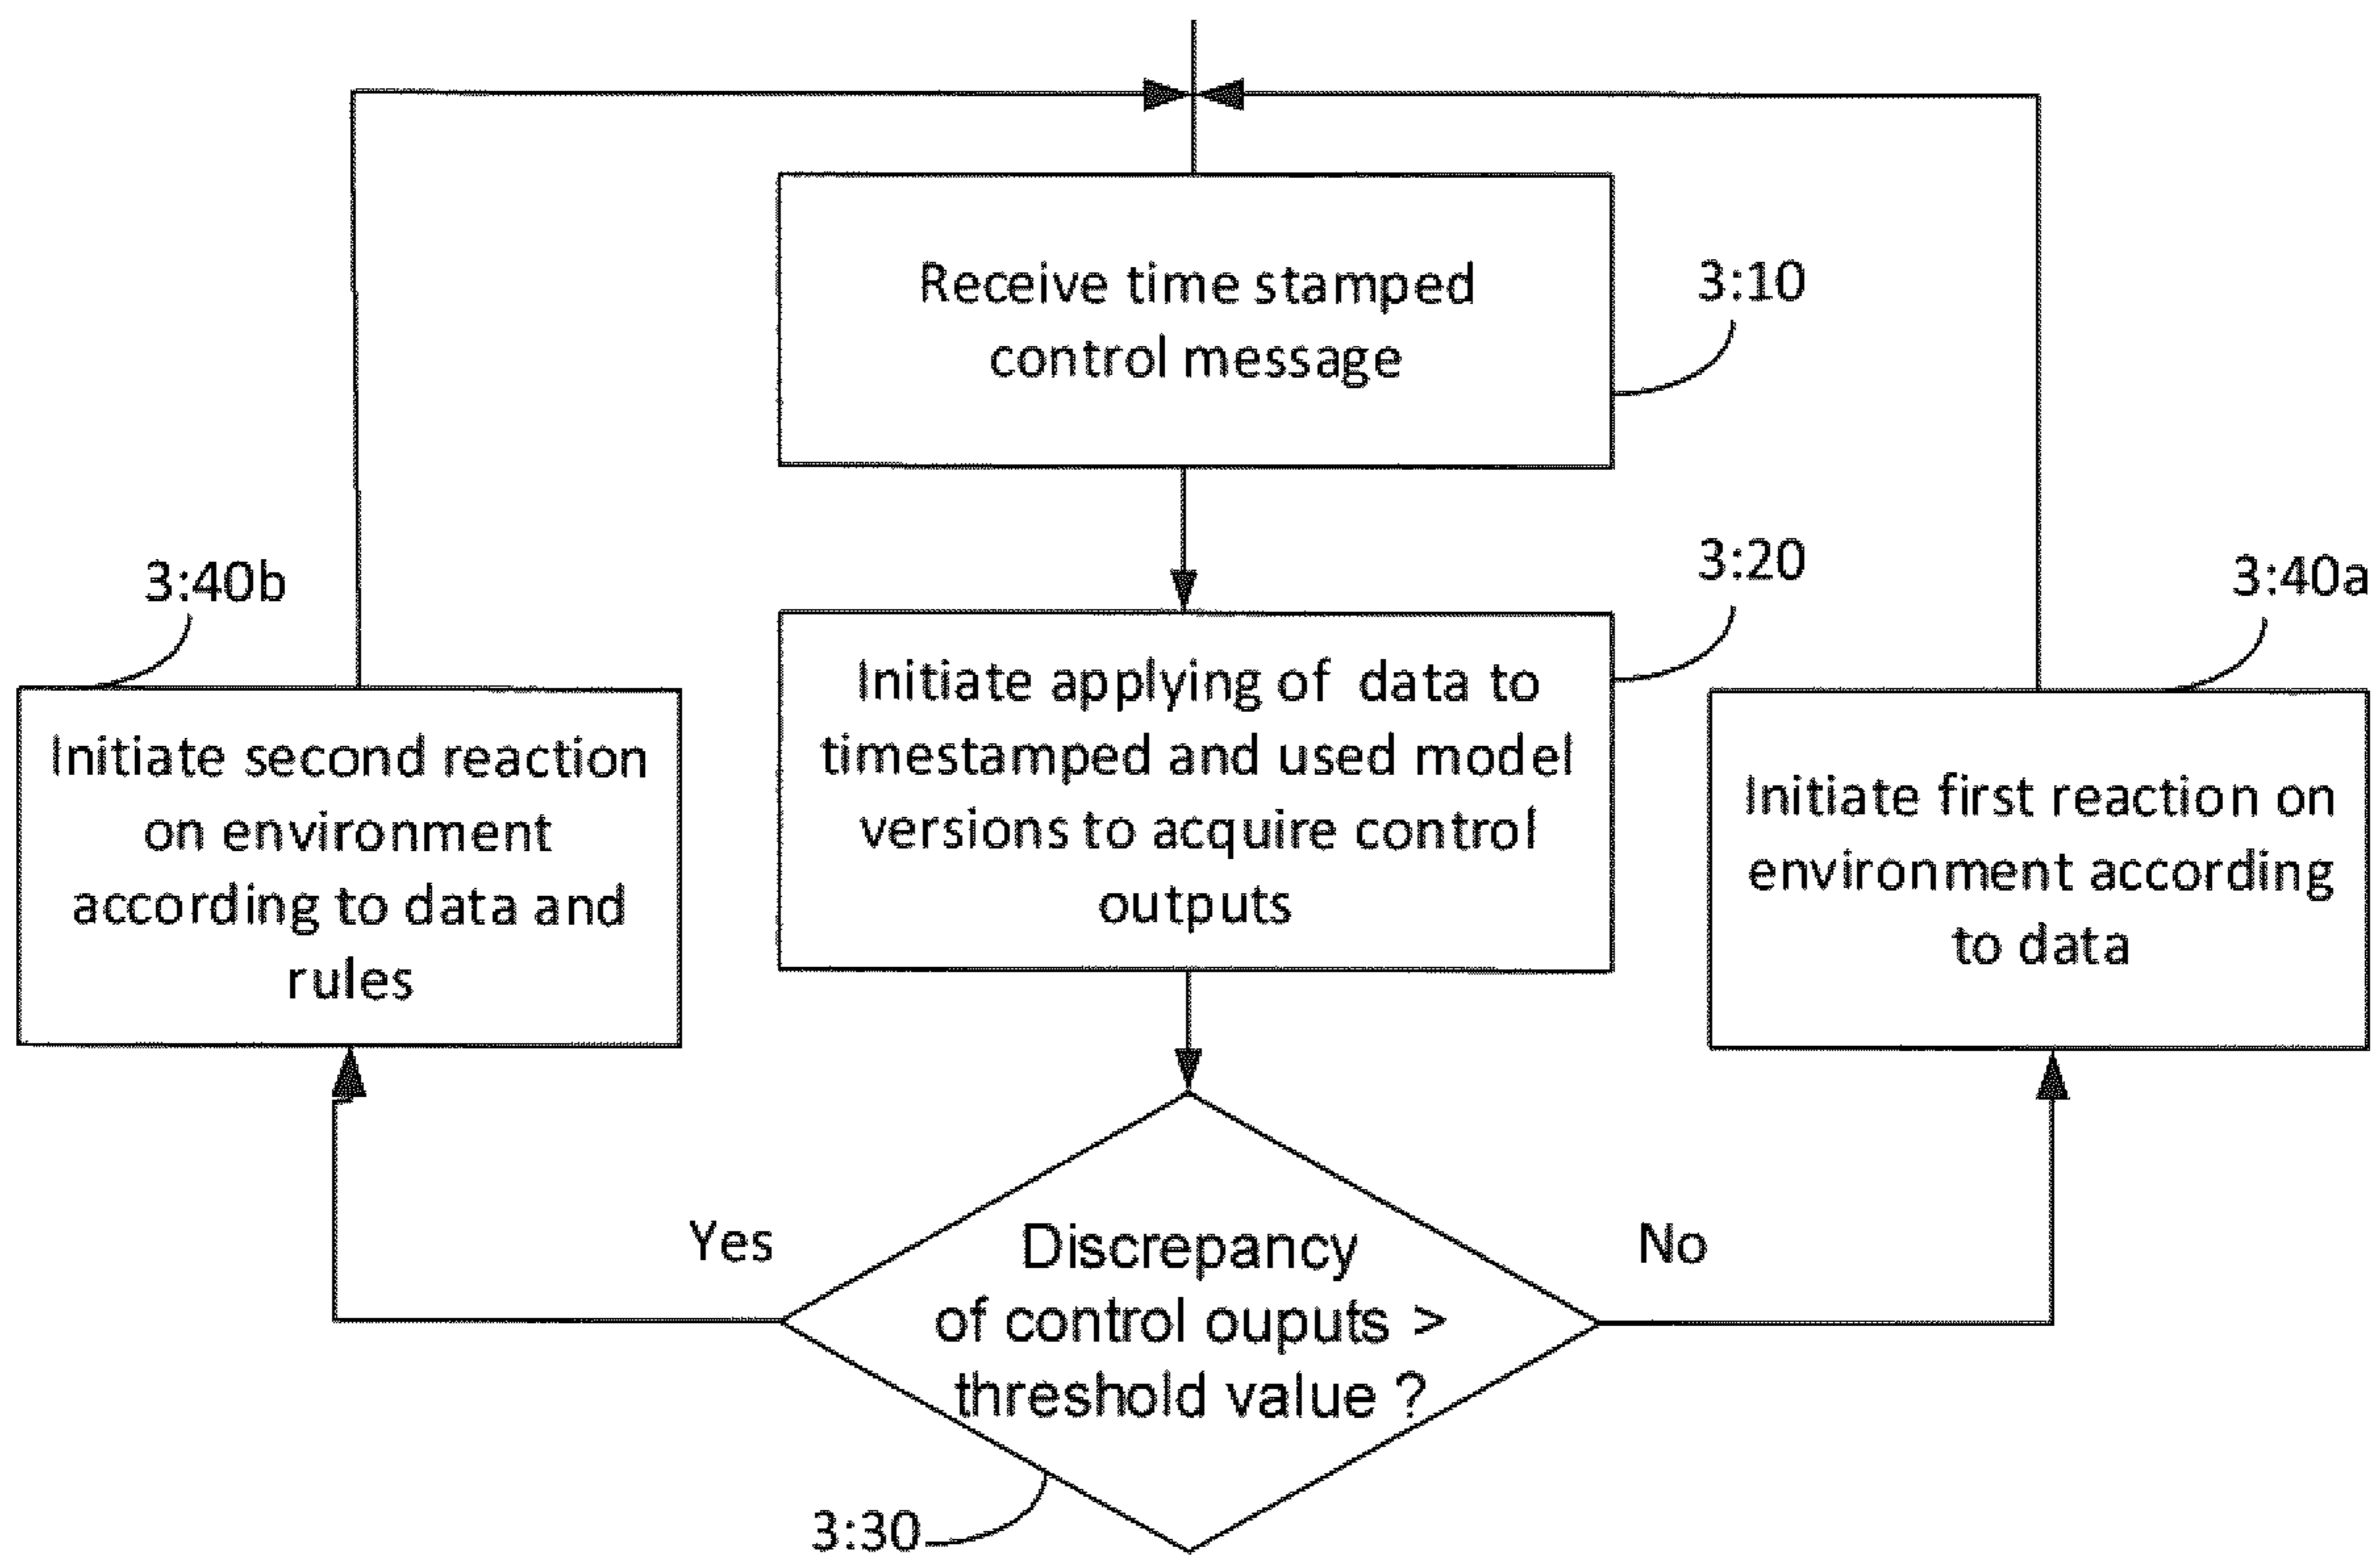 Receive time stamped
control message
3:10
3:20
3:40b
3:40a
Initiate applying of data to
timestamped and used model
versions to acquire control
outputs
Initiate second reaction
on environment
according to data and
rules
Initiate first reaction on
environment according
to data
Yes
No
Discrepancy
of control ouputs >
threshold value ?
3:30